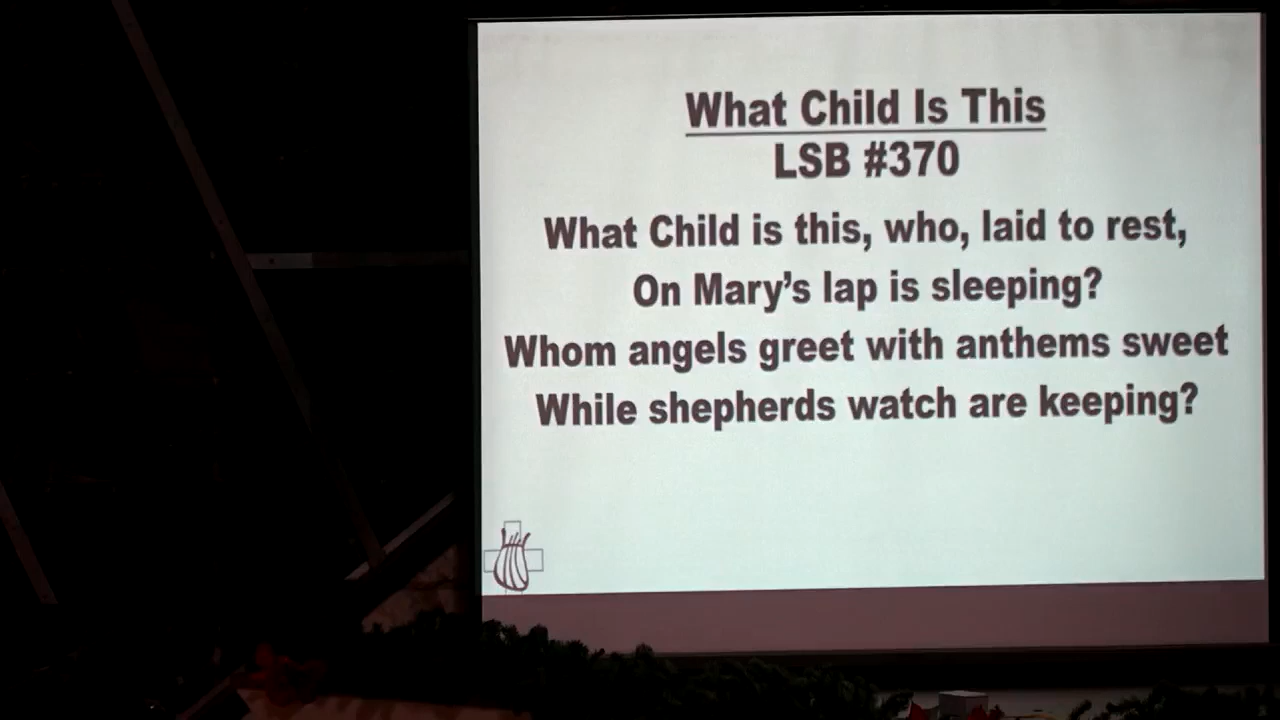 What Child Is This
LSB #370
What Child is this, who, laid to rest,
On Mary’s lap is sleeping?
Whom angels greet with anthems sweet
While shepherds watch are keeping?